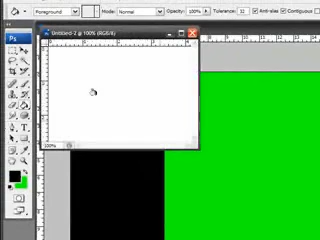 Foreground Mode: Normal Opacity: 100% Tolerance: 32 Anti-alias Contiguous
Ps
Untitled-2 @ 100% (RGB/8)
100%